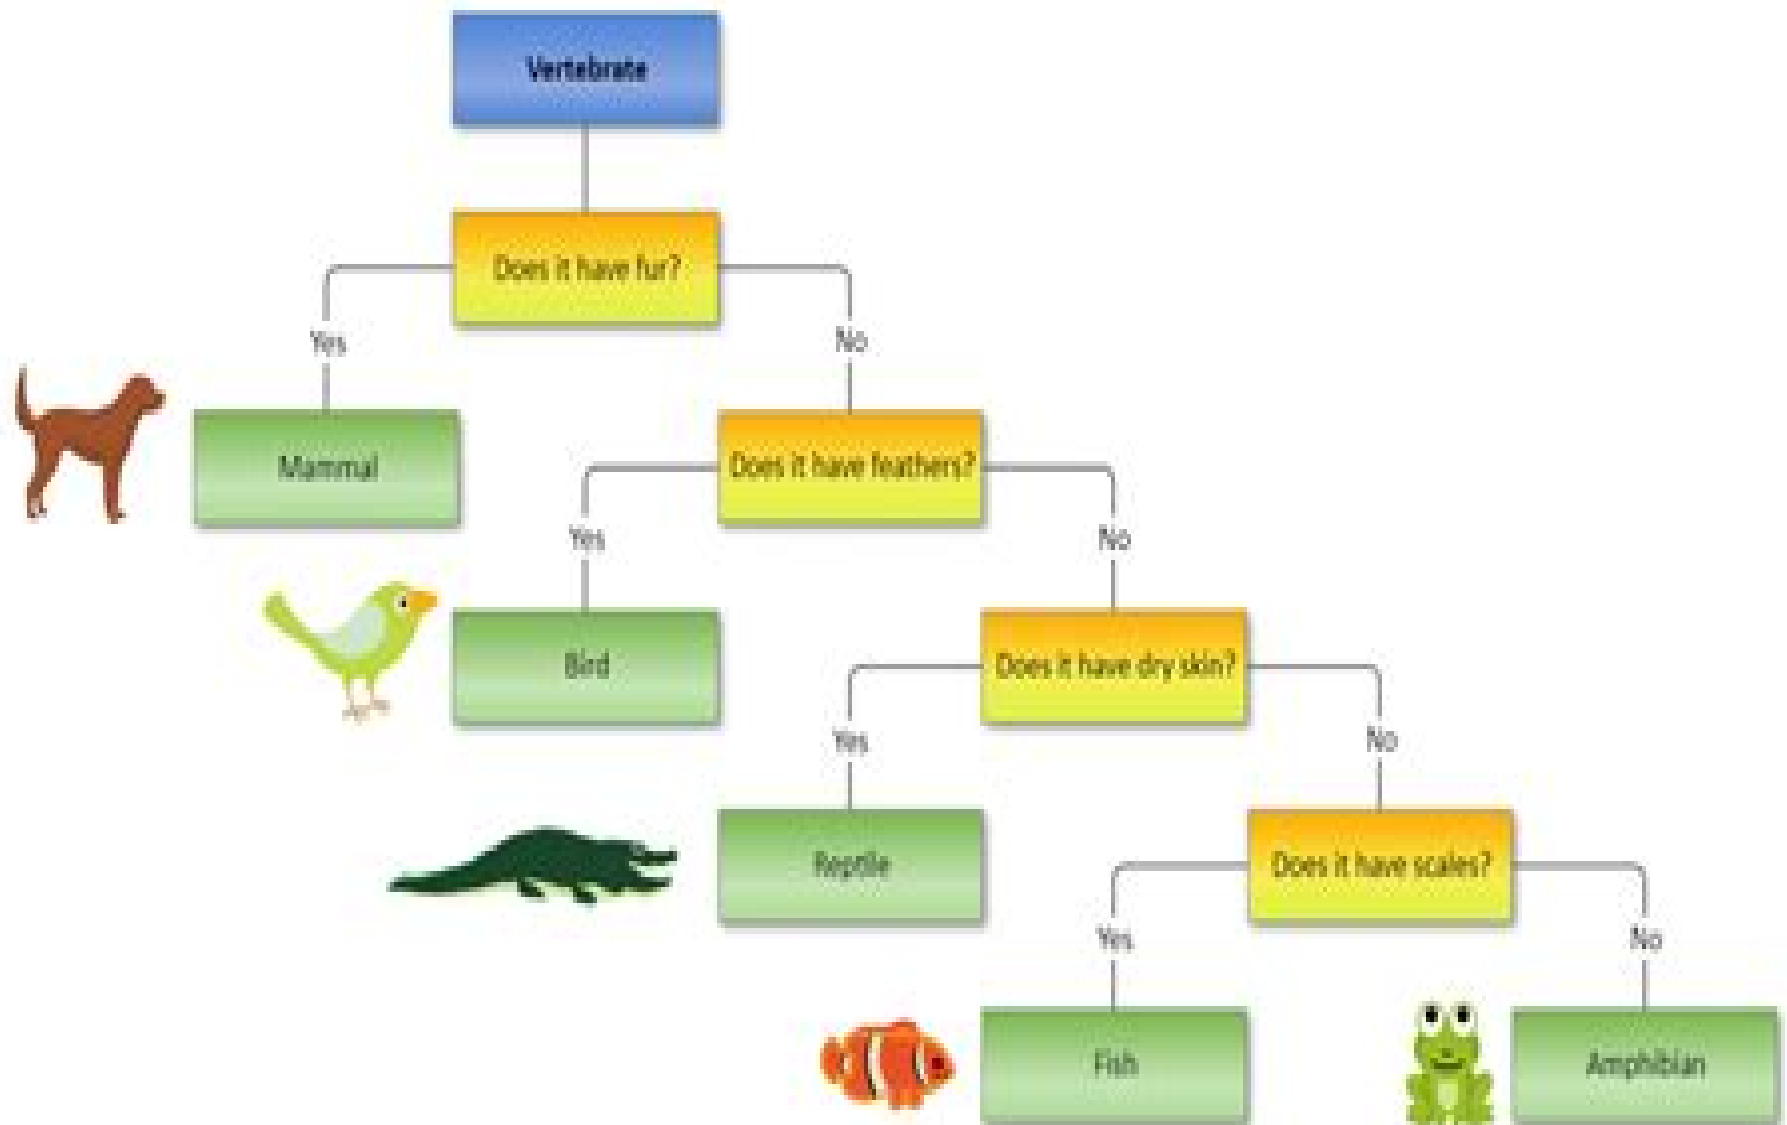 Vertebrate
Does it have fur?
Yes
No
Mammal
Does it have feathers?
Yes
No
Bird
Does it have dry skin?
Yes
No
Reptile
Does it have scales?
Yes
No
Fish
Amphibian